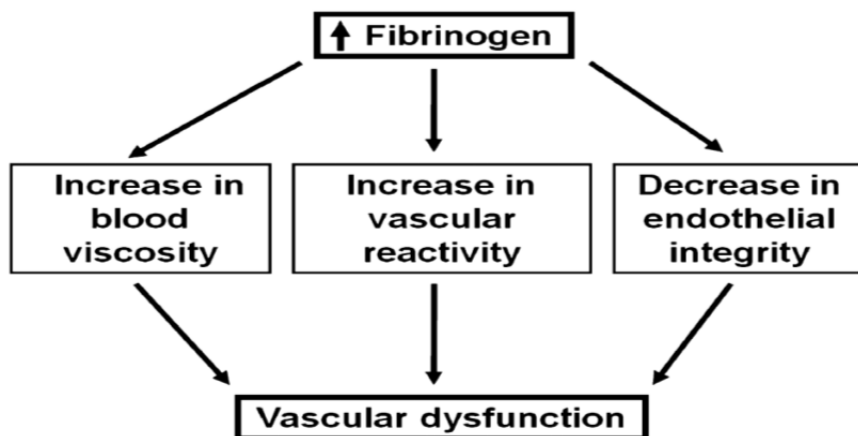 ↑ Fibrinogen
Increase in
blood
viscosity
Increase in
vascular
reactivity
Decrease in
endothelial
integrity
Vascular dysfunction